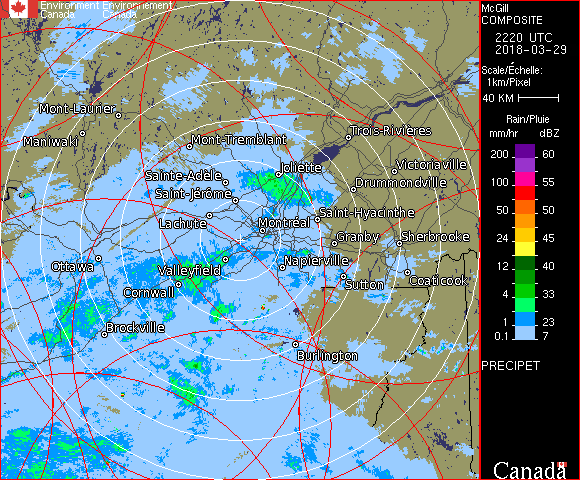 Environment Environnement
Canada Canada
McGill
COMPOSITE
2220 UTC
2018-03-29
Scale/Échelle:
1km/Pixel
40 KM
Rain/Pluie
mm/hr dBZ
200 60
100 55
50 50
24 45
12 40
4 33
1 23
0.1 7
PRECIPET
Canada
Mont-Laurier
Maniwaki
Mont-Tremblant
Trois-Rivières
Sainte-Adèle
Joliette
Victoriaville
Saint-Jérôme
Drummondville
Lachute
Montréal
Saint-Hyacinthe
Granby
Sherbrooke
Ottawa
Valleyfield
Napierville
Cornwall
Sutton
Coaticook
Brockville
Burlington